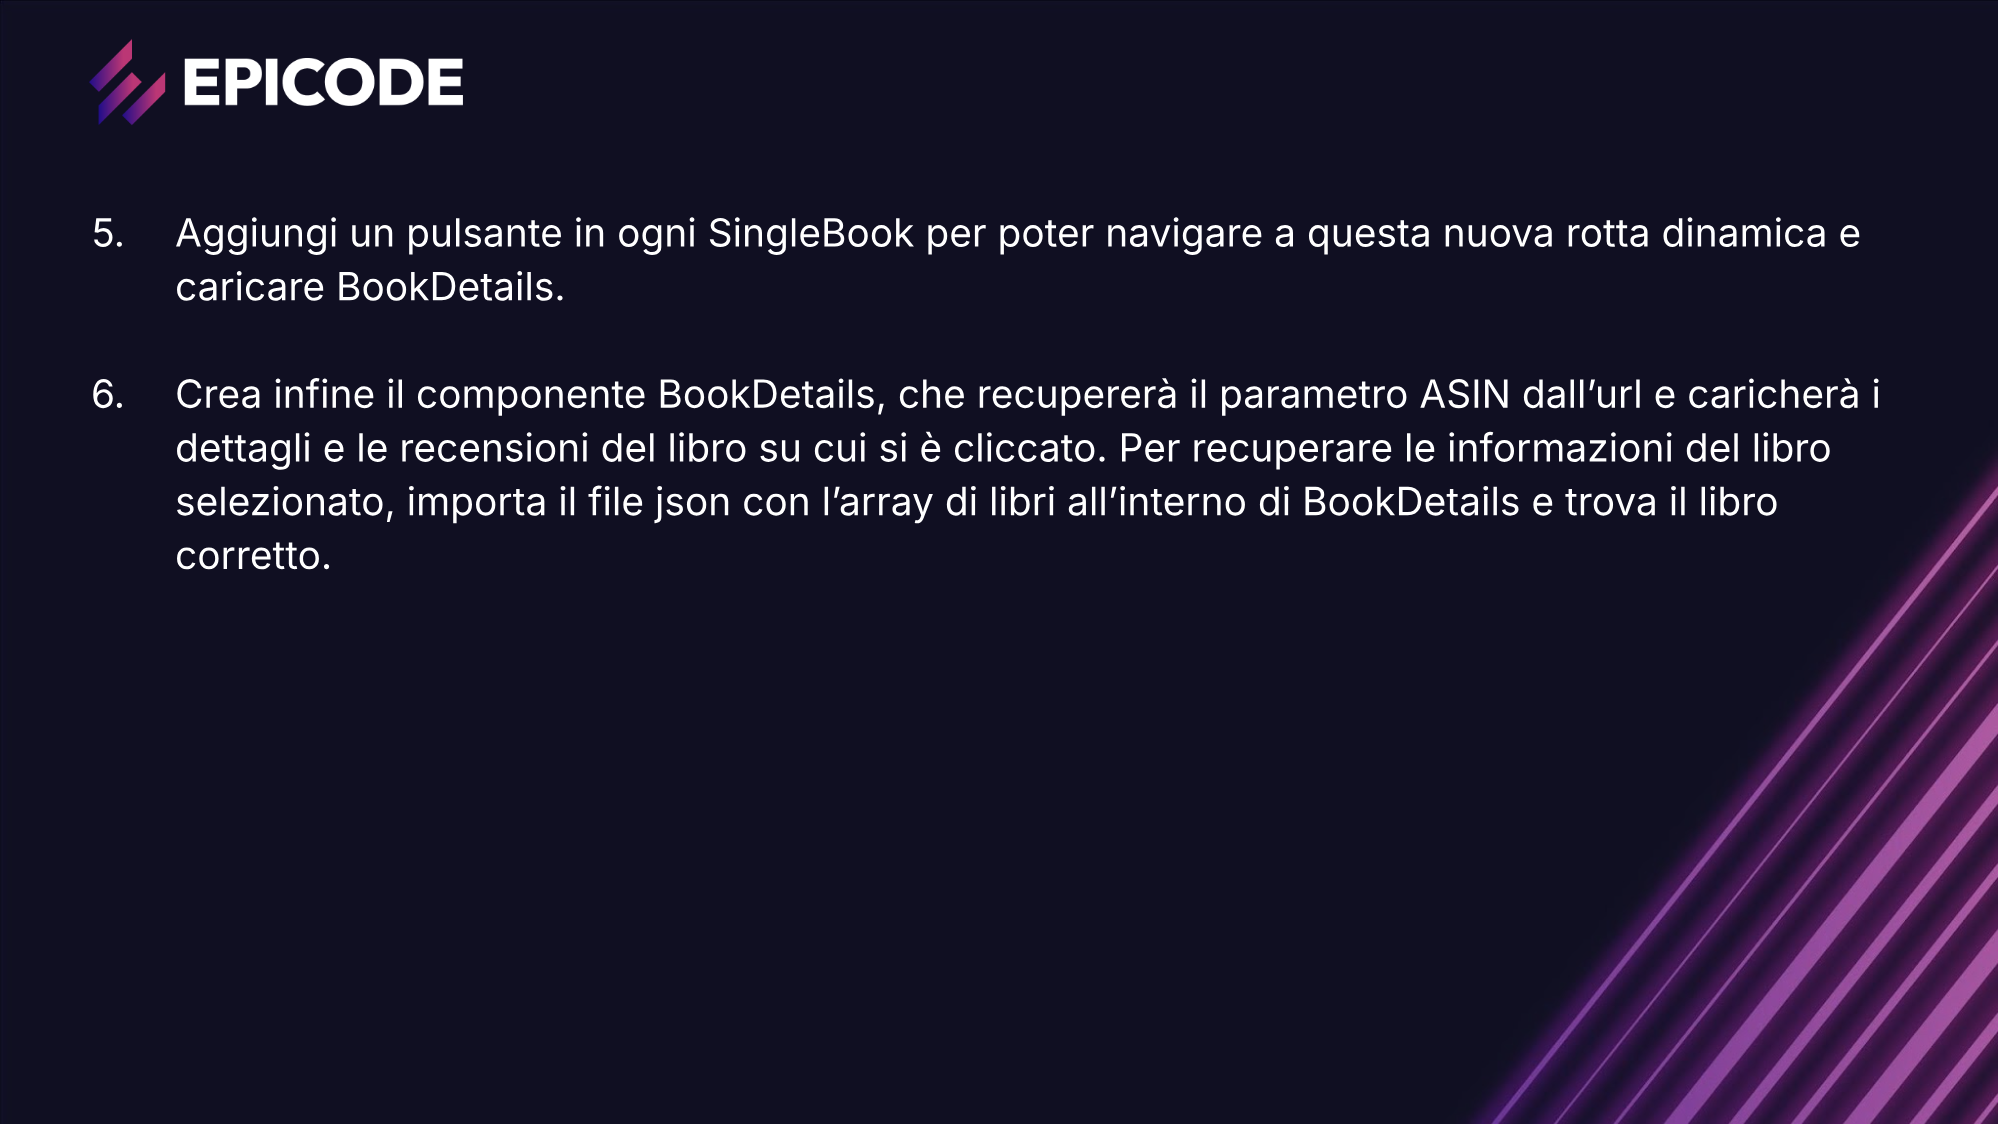 EPICODE
5. Aggiungi un pulsante in ogni SingleBook per poter navigare a questa nuova rotta dinamica e
caricare BookDetails.
6. Crea infine il componente BookDetails, che recupererà il parametro ASIN dall’url e caricherà i
dettagli e le recensioni del libro su cui si è cliccato. Per recuperare le informazioni del libro
selezionato, importa il file json con l’array di libri all’interno di BookDetails e trova il libro
corretto.